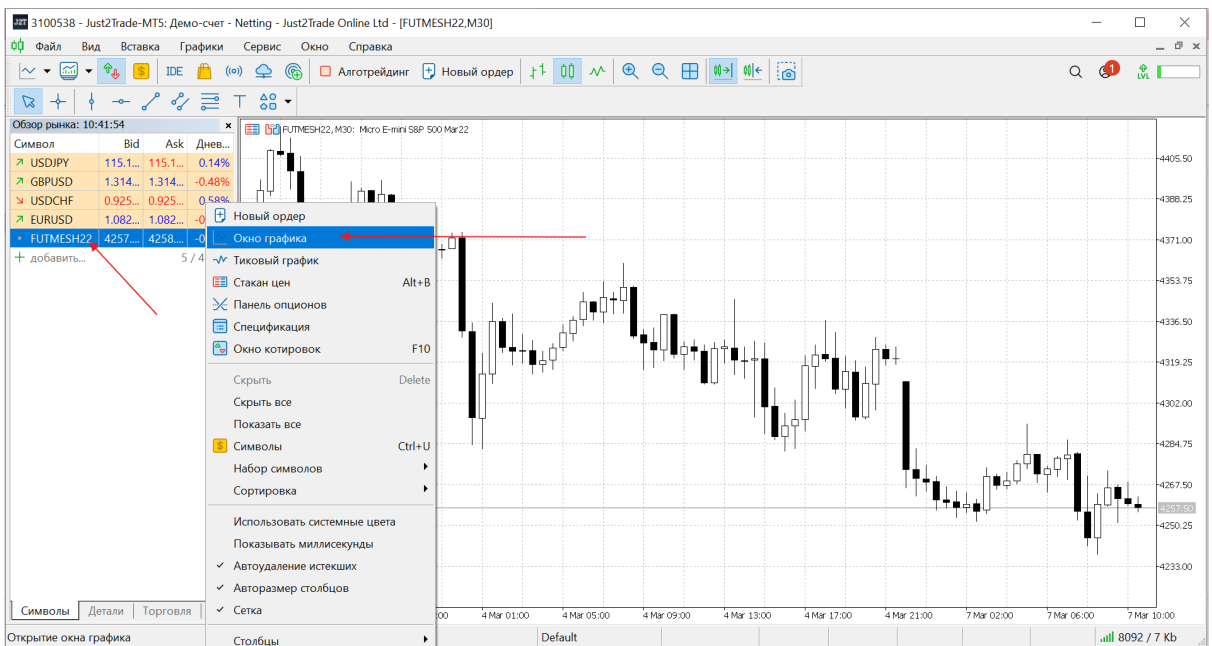 J2T 3100538 - Just2Trade-MT5: Демо-счет - Netting - Just2Trade Online Ltd - [FUTMESH22,M30]
Файл Вид Вставка Графики Сервис Окно Справка
IDE Алготрейдинг Новый ордер 1 LVL
T
Обзор рынка: 10:41:54
Символ Bid Ask Днев...
USDJPY 115.1... 115.1... 0.14%
GBPUSD 1.314... 1.314... -0.48%
USDCHF 0.925... 0.925... 0.58%
EURUSD 1.082... 1.082... -0
FUTMESH22 4257.... 4258.... -0
+ добавить... 5 / 4
Символы Детали Торговля
Открытие окна графика
Новый ордер
Окно графика
Тиковый график
Стакан цен Alt+B
Панель опционов
Спецификация
Окно котировок F10
Скрыть Delete
Скрыть все
Показать все
Символы Ctrl+U
Набор символов
Сортировка
Использовать системные цвета
Показывать миллисекунды
Автоудаление истекших
Авторазмер столбцов
Сетка
Столбцы
FUTMESH22, M30: Micro E-mini S&P 500 Mar22
4405.50
4388.25
4371.00
4353.75
4336.50
4319.25
4302.00
4284.75
4267.50
4257.50
4250.25
4233.00
:00 4 Mar 01:00 4 Mar 05:00 4 Mar 09:00 4 Mar 13:00 4 Mar 17:00 4 Mar 21:00 7 Mar 02:00 7 Mar 06:00 7 Mar 10:00
Default 8092 / 7 Kb